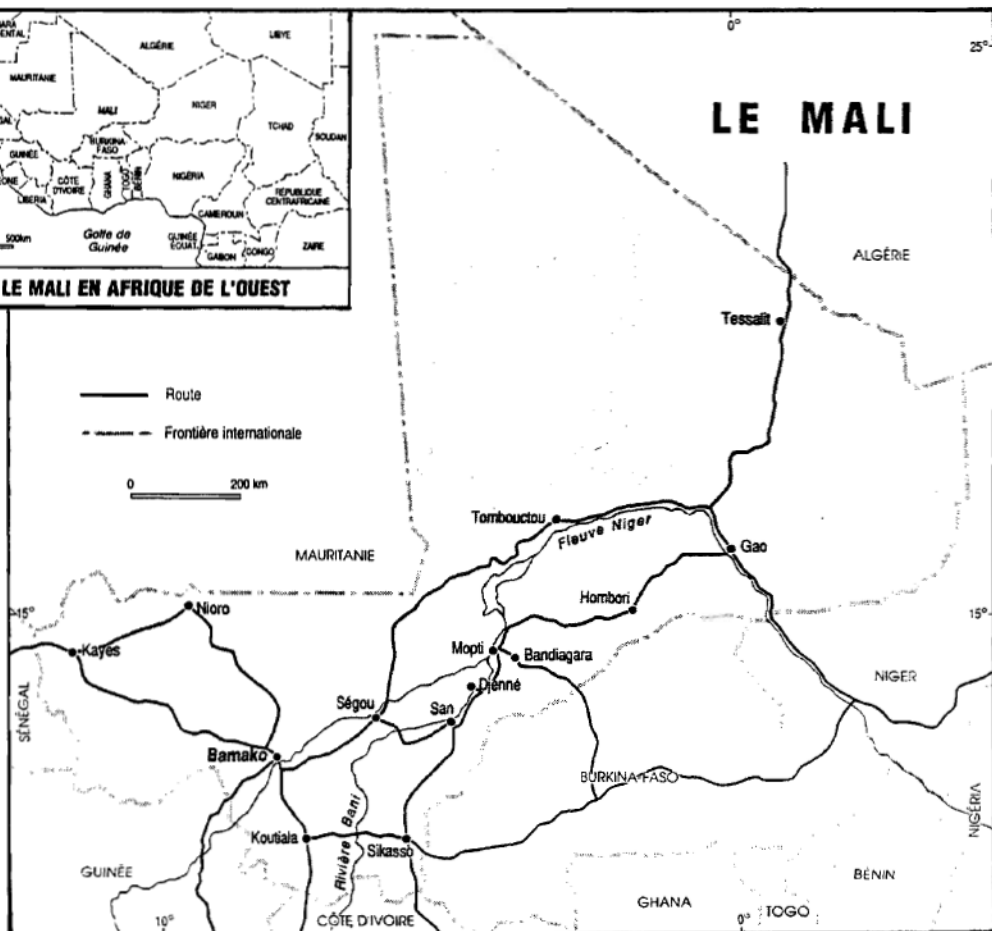 ALGÉRIE
LIBYE
MAURITANIE
MALI
NIGER
TCHAD
SOUDAN
BURKINA
FASO
GUINÉE
CÔTE
D'IVOIRE
GHANA
TOGO
BÉNIN
NIGÉRIA
LIBERIA
CAMEROUN
RÉPUBLIQUE
CENTRAFRICAINE
500km
Golfe de
Guinée
GUINÉE
ÉQUAT.
GABON
CONGO
ZAIRE
LE MALI EN AFRIQUE DE L'OUEST
0°
25°
LE MALI
ALGÉRIE
Tessalit
Route
Frontière internationale
0
200 km
Tombouctou
Fleuve Niger
MAURITANIE
Gao
Hombori
15°
Nioro
15°
Kayes
Mopti
Bandiagara
NIGER
Djenné
SÉNÉGAL
Ségou
San
Bamako
BURKINA-FASO
NIGÉRIA
Rivière Bani
Koutiala
Sikasso
GUINÉE
BÉNIN
GHANA
TOGO
10°
CÔTE D'IVOIRE
0°